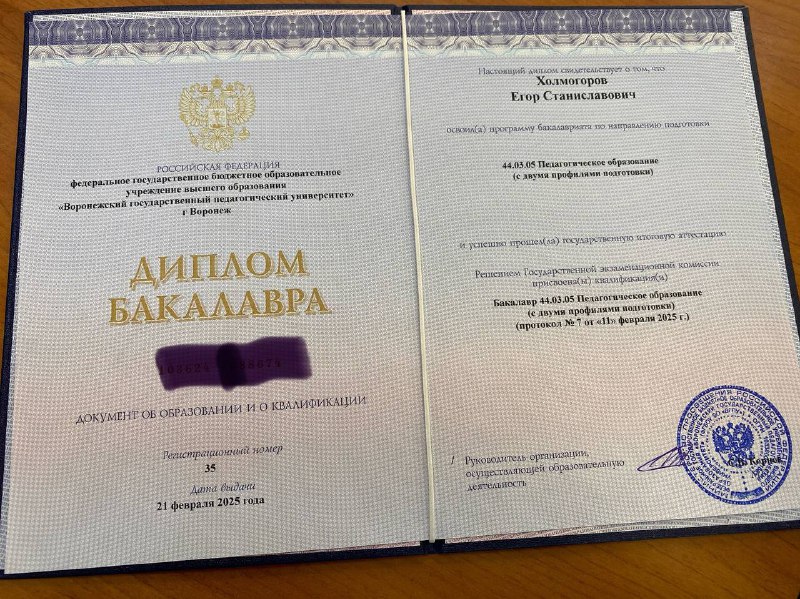 РОССИЙСКАЯ ФЕДЕРАЦИЯ
федеральное государственное бюджетное образовательное
учреждение высшего образования
«Воронежский государственный педагогический университет»
г Воронеж
ДИПЛОМ
БАКАЛАВРА
ДОКУМЕНТ ОБ ОБРАЗОВАНИИ И О КВАЛИФИКАЦИИ
Регистрационный номер
35
Дата выдачи
21 февраля 2025 года
Настоящий диплом свидетельствует о том, что
Холмогоров
Егор Станиславович
освоил(а) программу бакалавриата по направлению подготовки
44.03.05 Педагогическое образование
(с двумя профилями подготовки)
и успешно прошел(ла) государственную итоговую аттестацию
Решением Государственной экзаменационной комиссии
присвоена(ы) квалификация(и)
Бакалавр 44.03.05 Педагогическое образование
(с двумя профилями подготовки)
(протокол № 7 от «11» февраля 2025 г.)
Руководитель организации,
осуществляющей образовательную
деятельность